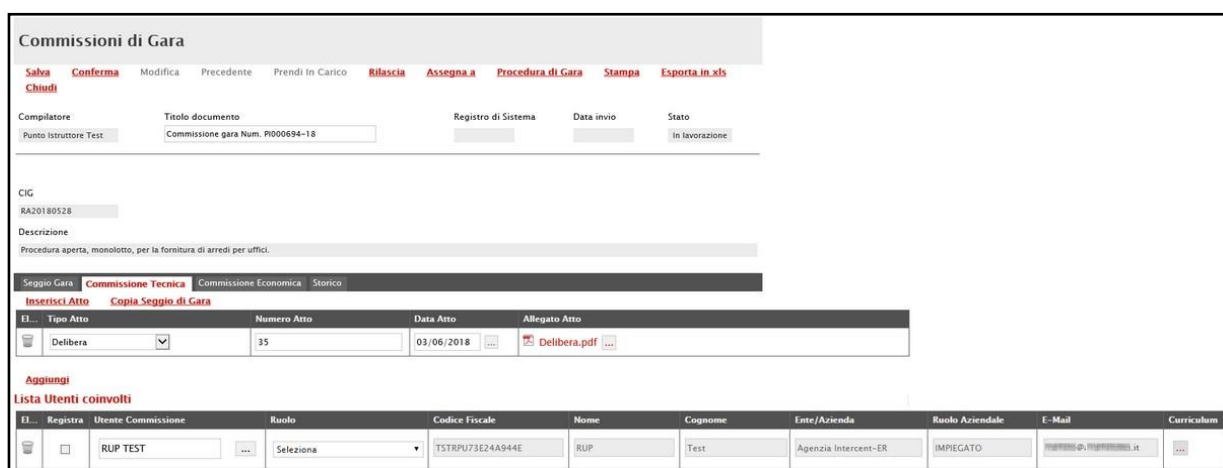 Commissioni di Gara
Salva Conferma Modifica Precedente Prendi In Carico Rilascia Assegna a Procedura di Gara Stampa Esporta in xls
Chiudi
Compilatore Titolo documento Registro di Sistema Data invio Stato
Punto Istruttore Test Commissione gara Num. PI000694-18 In lavorazione
CIG
RA20180528
Descrizione
Procedura aperta, monolotto, per la fornitura di arredi per uffici.
Seggio Gara Commissione Tecnica Commissione Economica Storico
Inserisci Atto Copia Seggio di Gara
El... Tipo Atto Numero Atto Data Atto Allegato Atto
Delibera 35 03/06/2018 ... Delibera.pdf ...
Aggiungi
Lista Utenti coinvolti
El... Registra Utente Commissione Ruolo Codice Fiscale Nome Cognome Ente/Azienda Ruolo Aziendale E-Mail Curriculum
RUP TEST ... Seleziona TSTRPU73E24A944E RUP Test Agenzia Intercent-ER IMPIEGATO .it ...